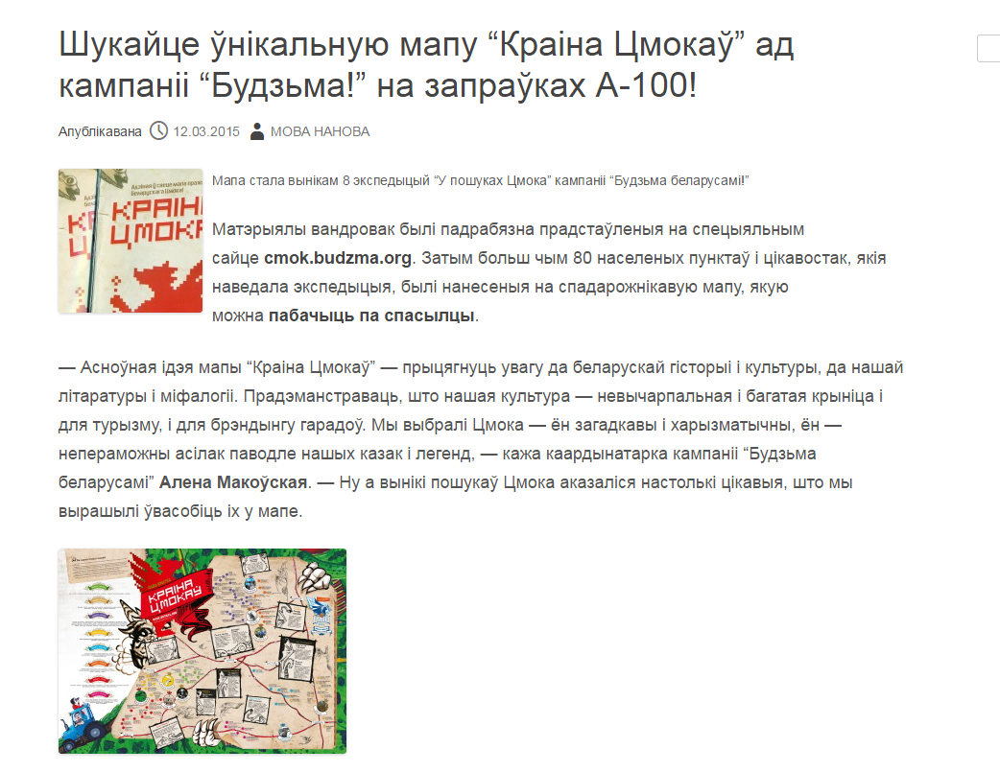 Шукайце ўнікальную мапу “Краіна Цмокаў” ад
кампаніі “Будзьма!” на запраўках А-100!
Апублікавана 12.03.2015 МОВА НАНОВА
КРАІН
ЦМОКА
Мапа стала вынікам 8 экспедыцый “У пошуках Цмока” кампаніі “Будзьма беларусамі!”
Матэрыялы вандровак былі падрабязна прадстаўленыя на спецыяльным
сайце cmok.budzma.org. Затым больш чым 80 населеных пунктаў і цікавостак, якія
наведала экспедыцыя, былі нанесеныя на спадарожнікавую мапу, якую
можна пабачыць па спасылцы.
— Асноўная ідэя мапы “Краіна Цмокаў” — прыцягнуць увагу да беларускай гісторыі і культуры, да нашай
літаратуры і міфалогіі. Прадэманстраваць, што нашая культура — невычарпальная і багатая крыніца і
для турызму, і для брэндынгу гарадоў. Мы выбралі Цмока — ён загадкавы і харызматычны, ён —
непераможны асілак паводле нашых казак і легенд, — кажа каардынатарка кампаніі “Будзьма
беларусамі” Алена Макоўская. — Ну а вынікі пошукаў Цмока аказаліся настолькі цікавыя, што мы
вырашылі ўвасобіць іх у мапе.
КРАІНА
ЦМОКАЎ